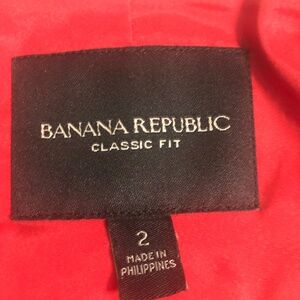 BANANA REPUBLIC
CLASSIC FIT
2
MADE IN
PHILIPPINES